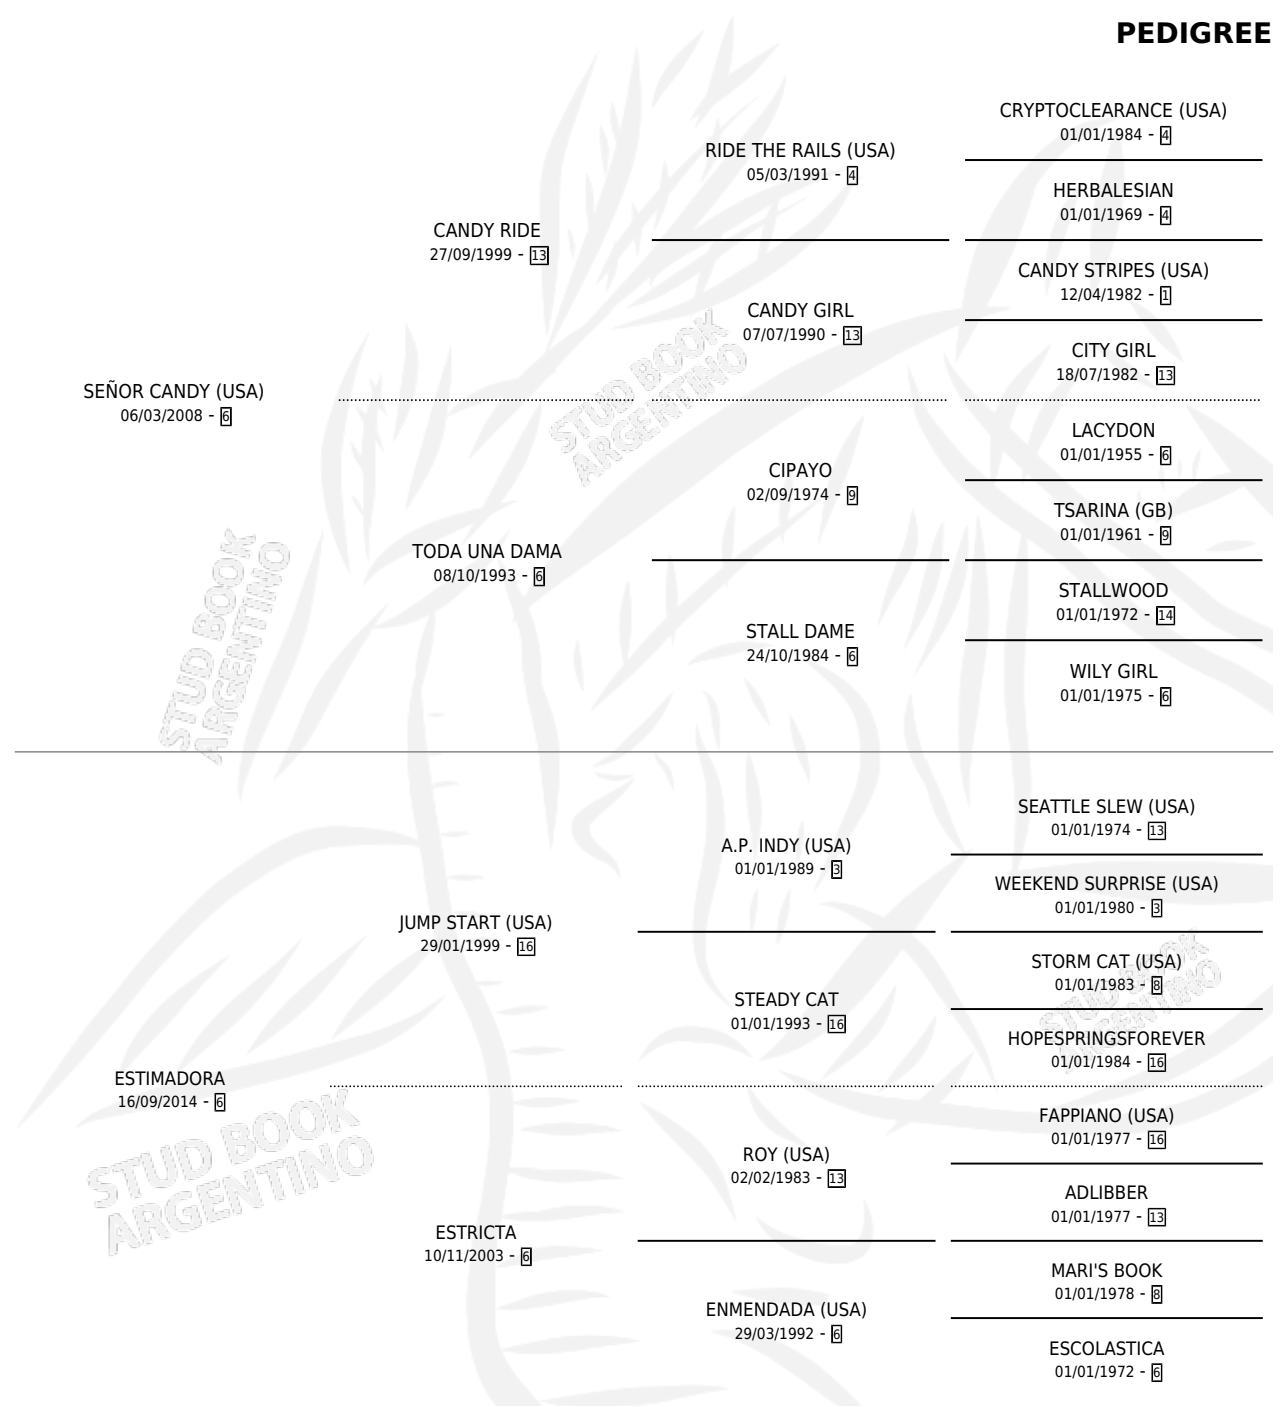 PEDIGREE
CRYPTOCLEARANCE (USA)
01/01/1984 - 4
RIDE THE RAILS (USA)
05/03/1991 - 4
HERBALESIAN
01/01/1969 - 4
CANDY RIDE
27/09/1999 - 13
CANDY STRIPES (USA)
12/04/1982 - 1
CANDY GIRL
07/07/1990 - 13
CITY GIRL
18/07/1982 - 13
SEÑOR CANDY (USA)
06/03/2008 - 6
STUD BOOK
ARGENTINO
LACYDON
01/01/1955 - 6
CIPAYO
02/09/1974 - 9
TSARINA (GB)
01/01/1961 - 9
TODA UNA DAMA
08/10/1993 - 6
STALLWOOD
01/01/1972 - 14
STALL DAME
24/10/1984 - 6
WILY GIRL
01/01/1975 - 6
STUD BOOK
ARGENTINO
SEATTLE SLEW (USA)
01/01/1974 - 13
A.P. INDY (USA)
01/01/1989 - 3
WEEKEND SURPRISE (USA)
01/01/1980 - 3
JUMP START (USA)
29/01/1999 - 16
STORM CAT (USA)
01/01/1983 - 8
STEADY CAT
01/01/1993 - 16
HOPESPRINGSFOREVER
01/01/1984 - 16
STUD BOOK
ARGENTINO
ESTIMADORA
16/09/2014 - 6
FAPPIANO (USA)
01/01/1977 - 16
ROY (USA)
02/02/1983 - 13
ADLIBBER
01/01/1977 - 13
STUD BOOK
ARGENTINO
ESTRICTA
10/11/2003 - 6
MARI'S BOOK
01/01/1978 - 8
ENMENDADA (USA)
29/03/1992 - 6
ESCOLASTICA
01/01/1972 - 6